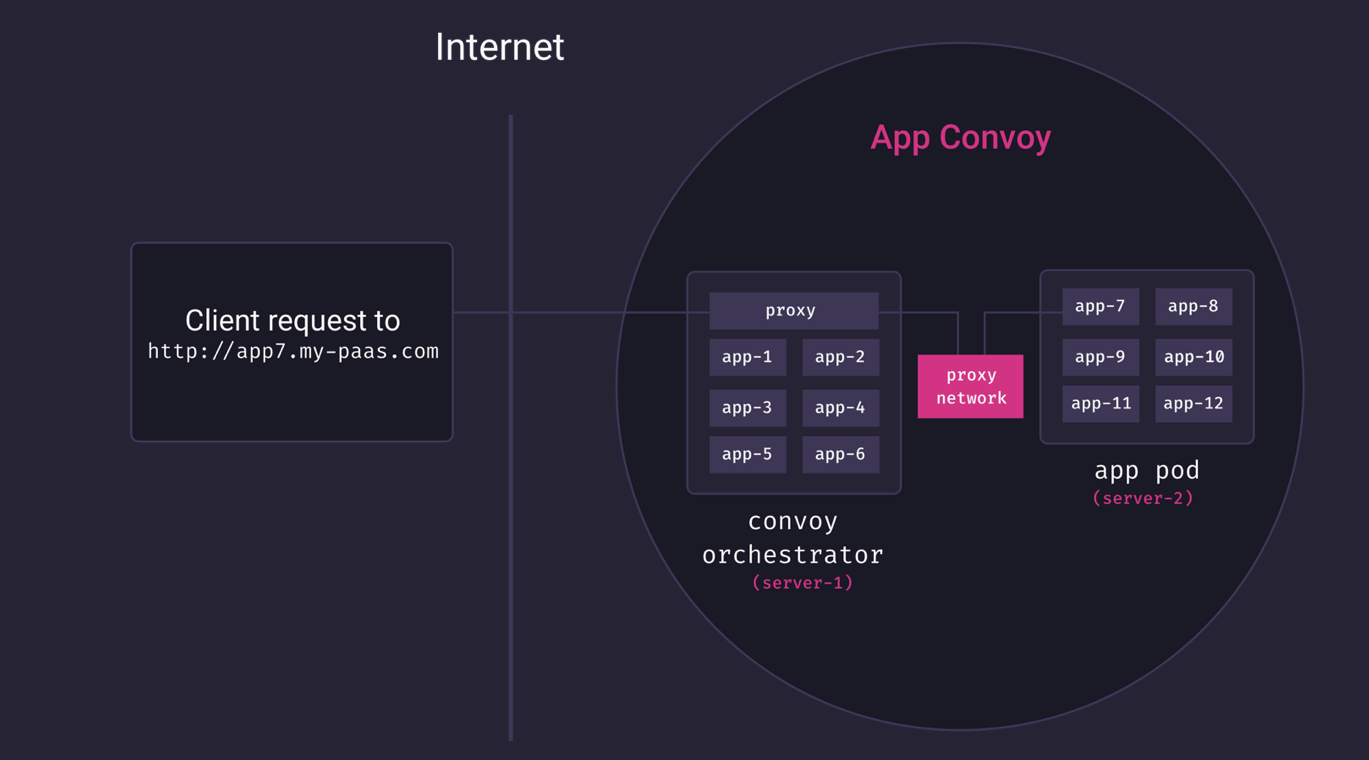 Internet
App Convoy
Client request to
http://app7.my-paas.com
proxy
app-1
app-2
app-3
app-4
app-5
app-6
convoy
orchestrator
(server-1)
proxy
network
app-7
app-8
app-9
app-10
app-11
app-12
app pod
(server-2)